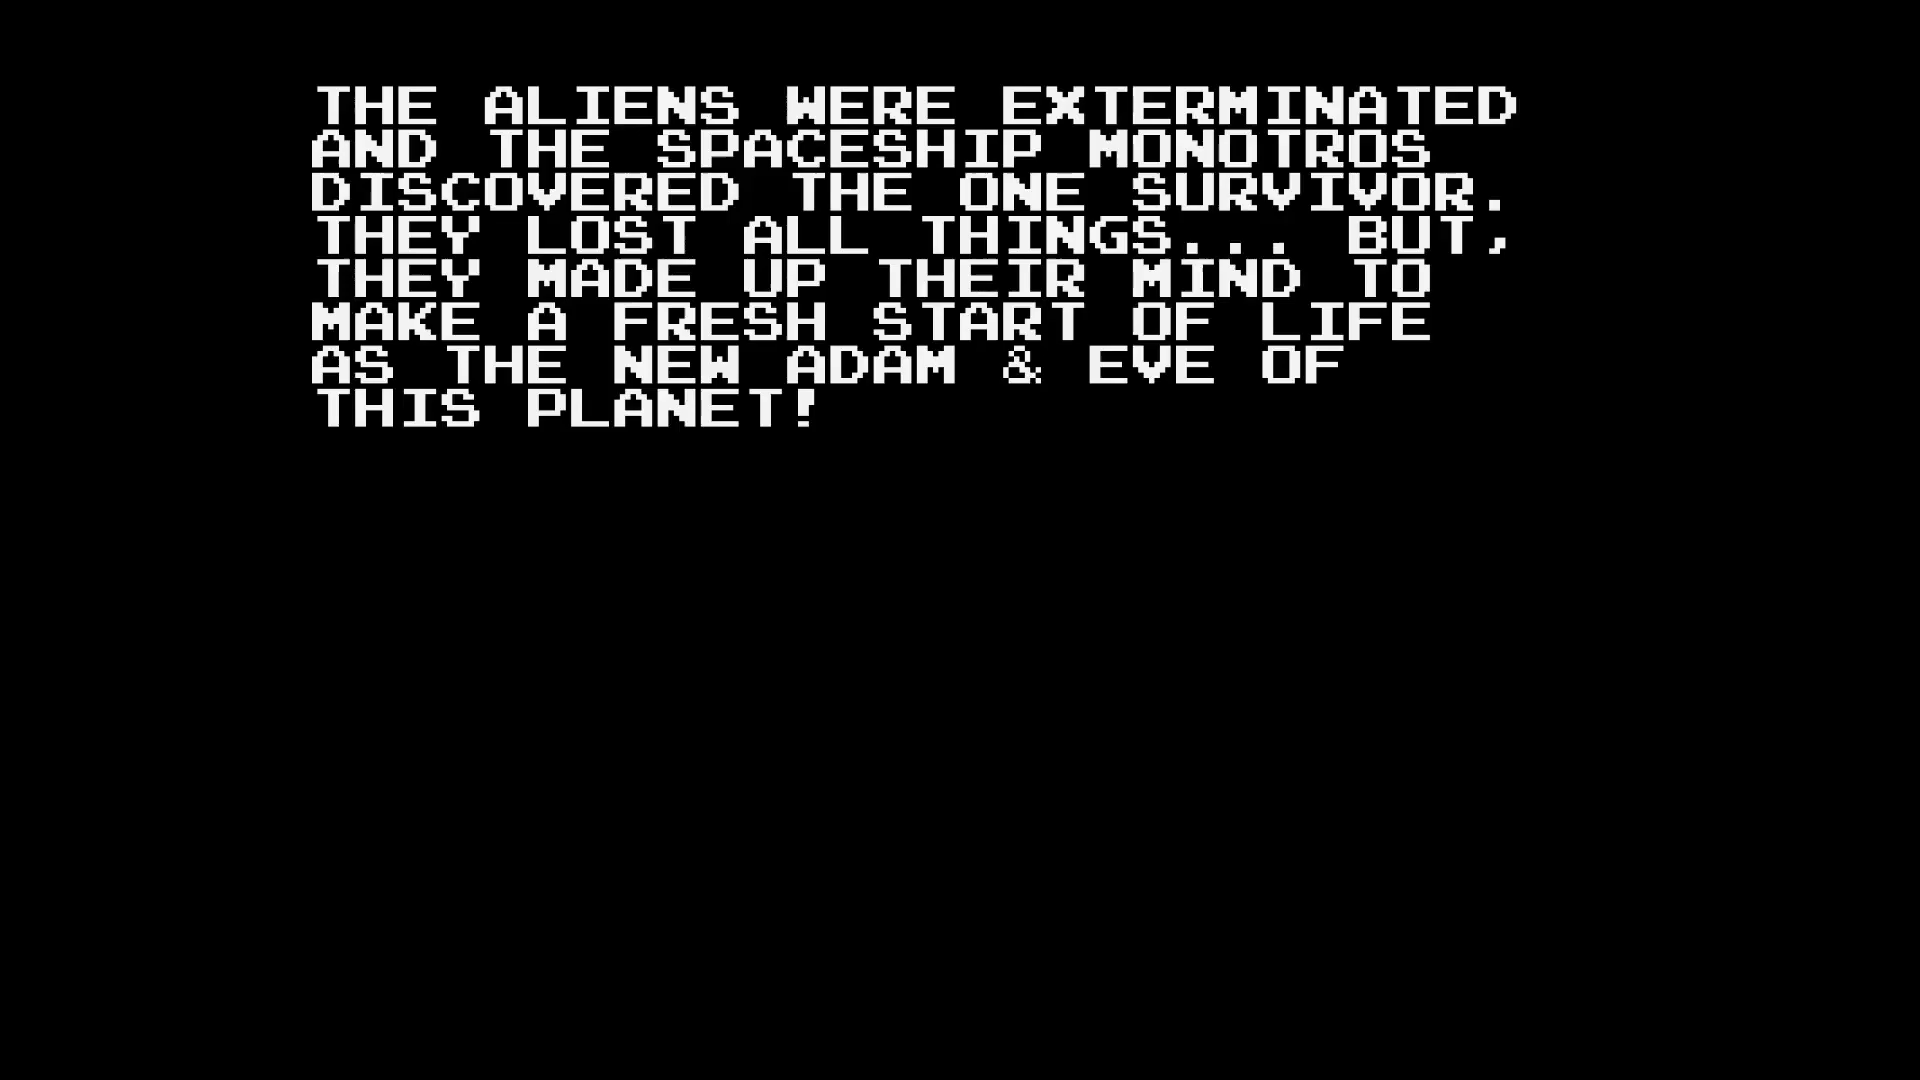 THE ALIENS WERE EXTERMINATED
AND THE SPACESHIP MONOTROS
DISCOVERED THE ONE SURVIVOR.
THEY LOST ALL THINGS... BUT,
THEY MADE UP THEIR MIND TO
MAKE A FRESH START OF LIFE
AS THE NEW ADAM & EVE OF
THIS PLANET!